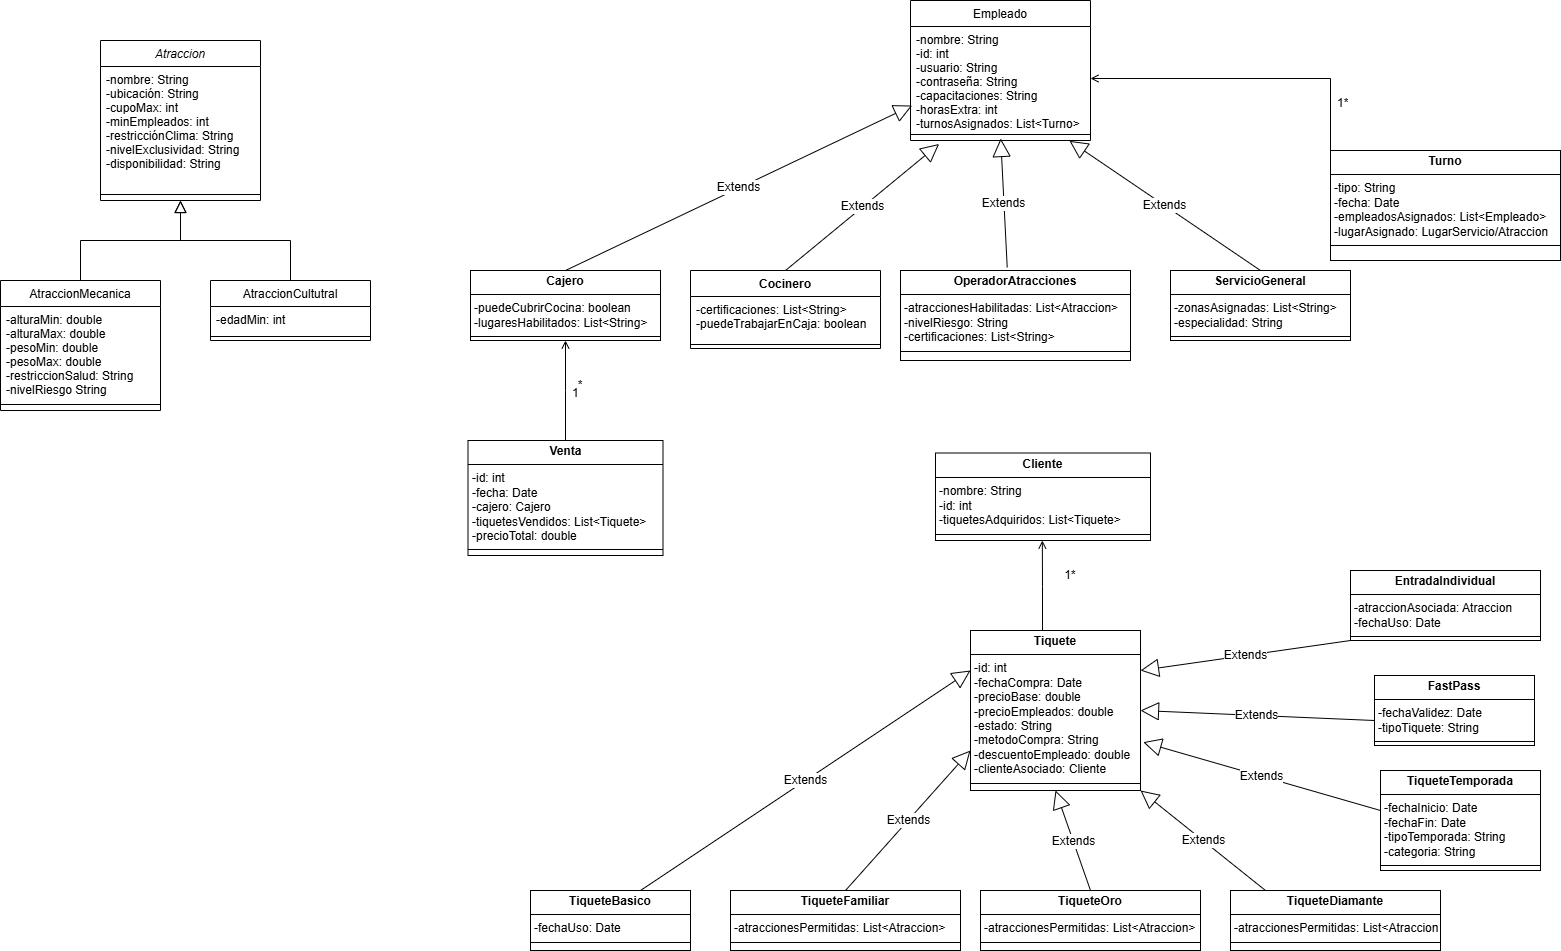 Atraccion
-nombre: String
-ubicación: String
-cupoMax: int
-minEmpleados: int
-restricciónClima: String
-nivelExclusividad: String
-disponibilidad: String
AtraccionMecanica
-alturaMin: double
-alturaMax: double
-pesoMin: double
-pesoMax: double
-restriccionSalud: String
-nivelRiesgo String
AtraccionCultutral
-edadMin: int
Empleado
-nombre: String
-id: int
-usuario: String
-contraseña: String
-capacitaciones: String
-horasExtra: int
-turnosAsignados: List<Turno>
1*
Turno
-tipo: String
-fecha: Date
-empleadosAsignados: List<Empleado>
-lugarAsignado: LugarServicio/Atraccion
Extends
Extends
Extends
Extends
Cajero
-puedeCubrirCocina: boolean
-lugaresHabilitados: List<String>
Cocinero
-certificaciones: List<String>
-puedeTrabajarEnCaja: boolean
OperadorAtracciones
-atraccionesHabilitadas: List<Atraccion>
-nivelRiesgo: String
-certificaciones: List<String>
ServicioGeneral
-zonasAsignadas: List<String>
-especialidad: String
*
1
Venta
-id: int
-fecha: Date
-cajero: Cajero
-tiquetesVendidos: List<Tiquete>
-precioTotal: double
Cliente
-nombre: String
-id: int
-tiquetesAdquiridos: List<Tiquete>
1*
Tiquete
-id: int
-fechaCompra: Date
-precioBase: double
-precioEmpleados: double
-estado: String
-metodoCompra: String
-descuentoEmpleado: double
-clienteAsociado: Cliente
EntradaIndividual
-atraccionAsociada: Atraccion
-fechaUso: Date
Extends
FastPass
-fechaValidez: Date
-tipoTiquete: String
Extends
TiqueteTemporada
-fechaInicio: Date
-fechaFin: Date
-tipoTemporada: String
-categoria: String
Extends
Extends
Extends
Extends
Extends
TiqueteBasico
-fechaUso: Date
TiqueteFamiliar
-atraccionesPermitidas: List<Atraccion>
TiqueteOro
-atraccionesPermitidas: List<Atraccion>
TiqueteDiamante
-atraccionesPermitidas: List<Atraccion